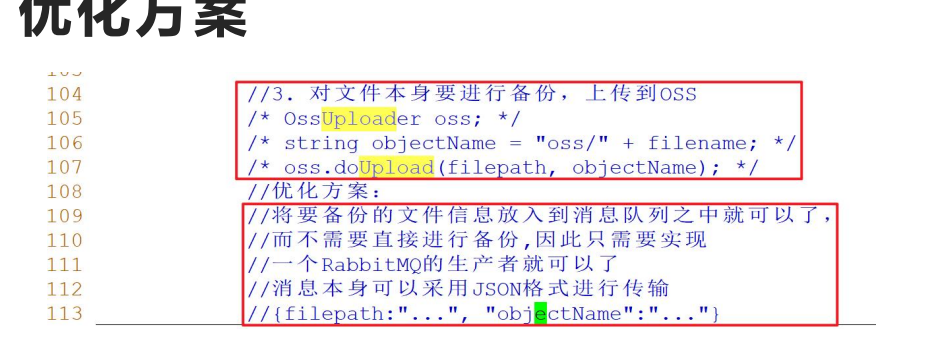 优化方案
104 //3. 对文件本身要进行备份，上传到OSS
105 /* OssUploader oss; */
106 /* string objectName = "oss/" + filename; */
107 /* oss.doUpload(filepath, objectName); */
108 //优化方案:
109 //将要备份的文件信息放入到消息队列之中就可以了，
110 //而不需要直接进行备份,因此只需要实现
111 //一个RabbitMQ的生产者就可以了
112 //消息本身可以采用JSON格式进行传输
113 //{filepath:"...", "objectName":"..."}